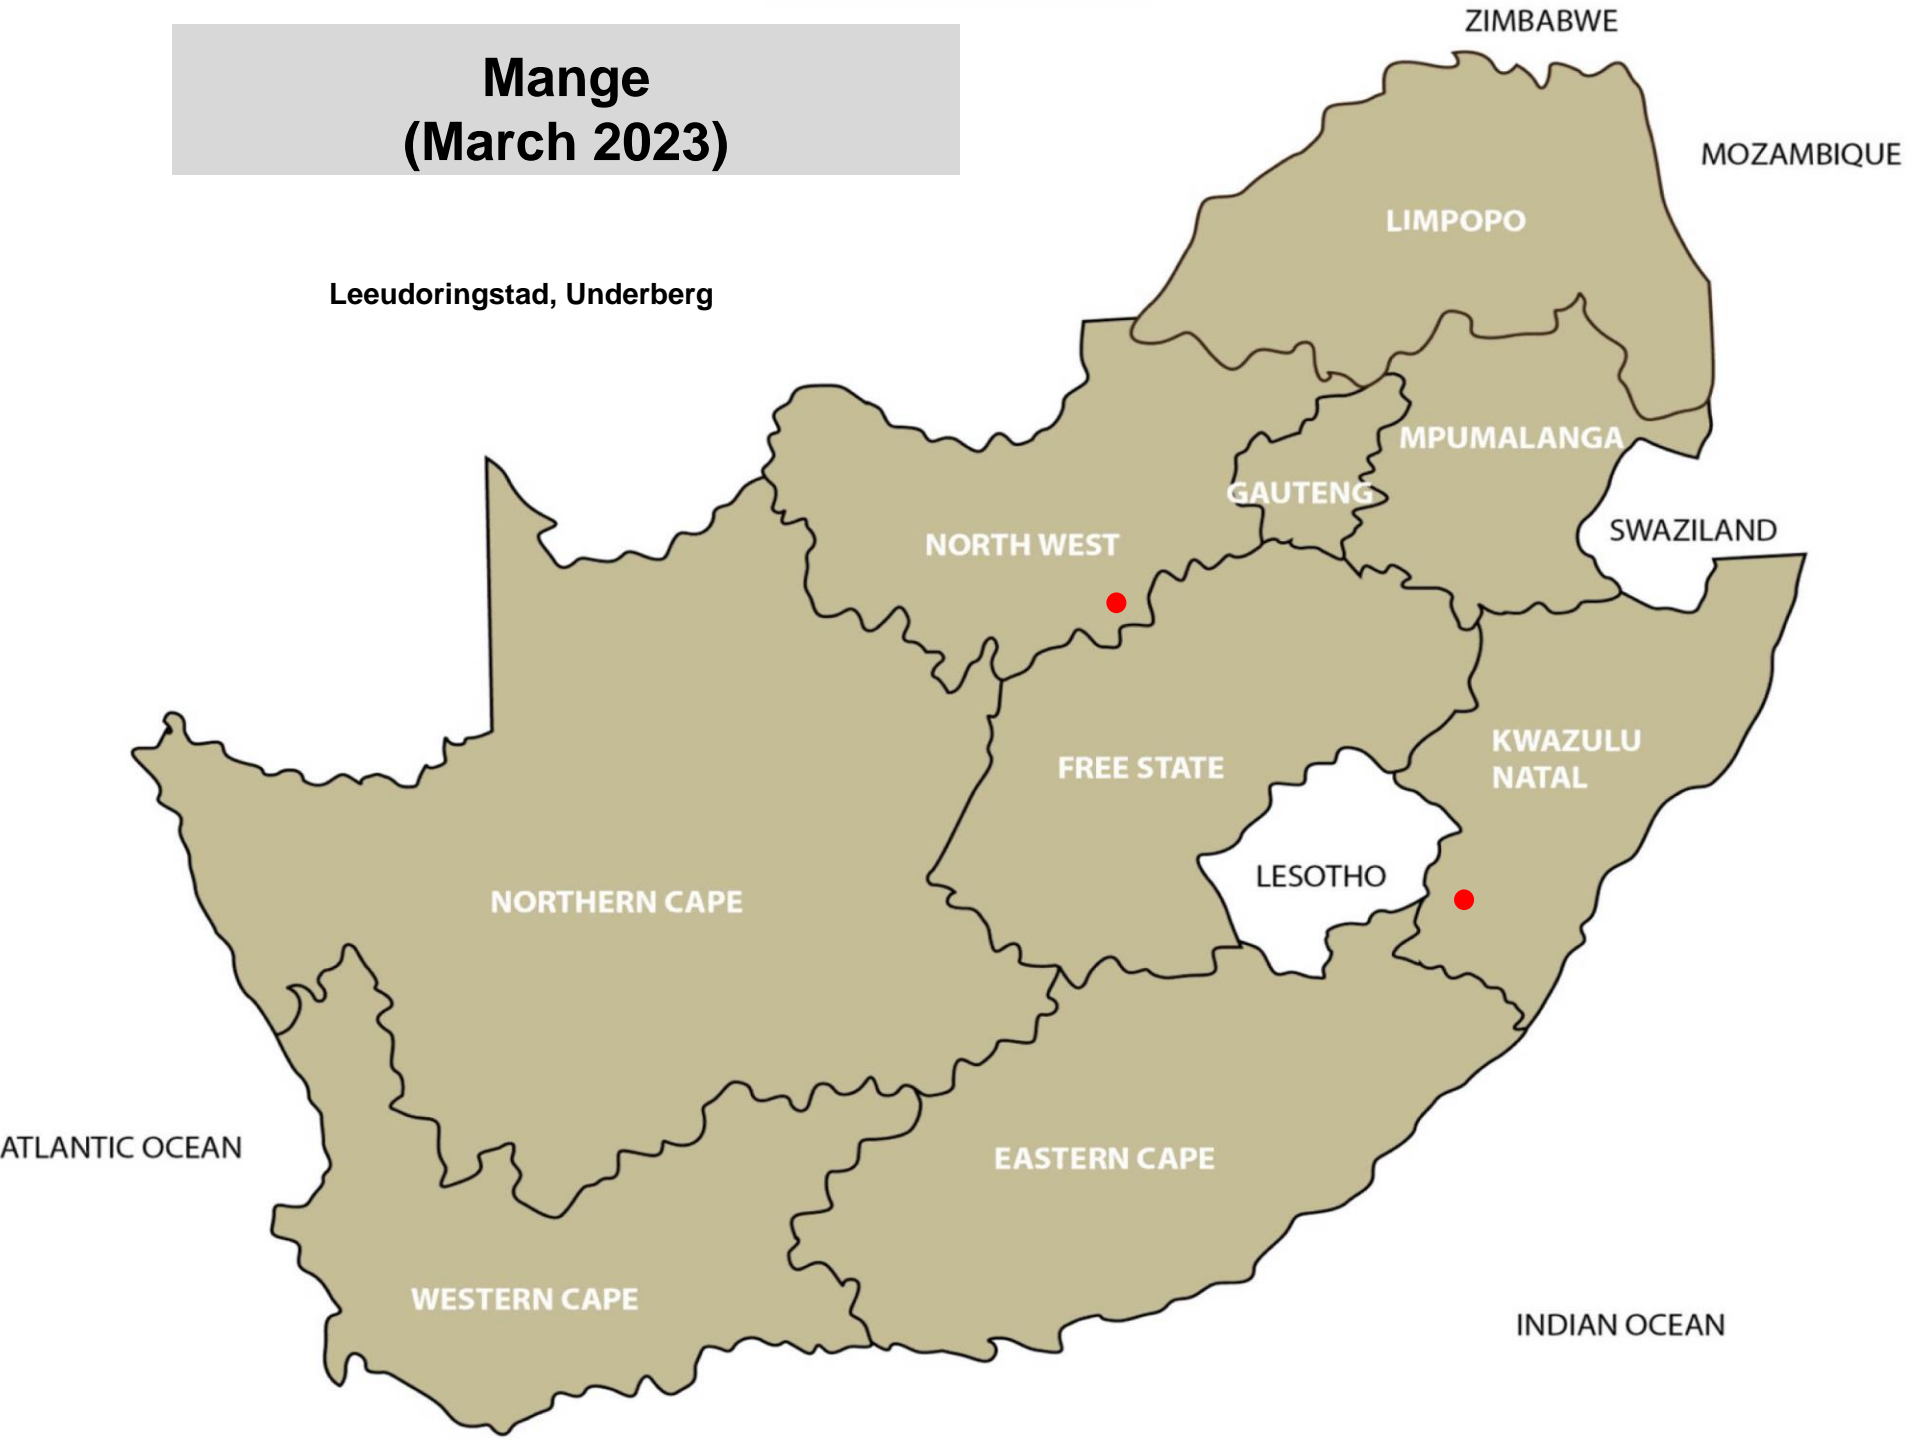 ZIMBABWE
Mange
(March 2023)
MOZAMBIQUE
LIMPOPO
Leeudoringstad, Underberg
MPUMALANGA
GAUTENG
SWAZILAND
NORTH WEST
KWAZULU
NATAL
FREE STATE
LESOTHO
NORTHERN CAPE
ATLANTIC OCEAN
EASTERN CAPE
WESTERN CAPE
INDIAN OCEAN